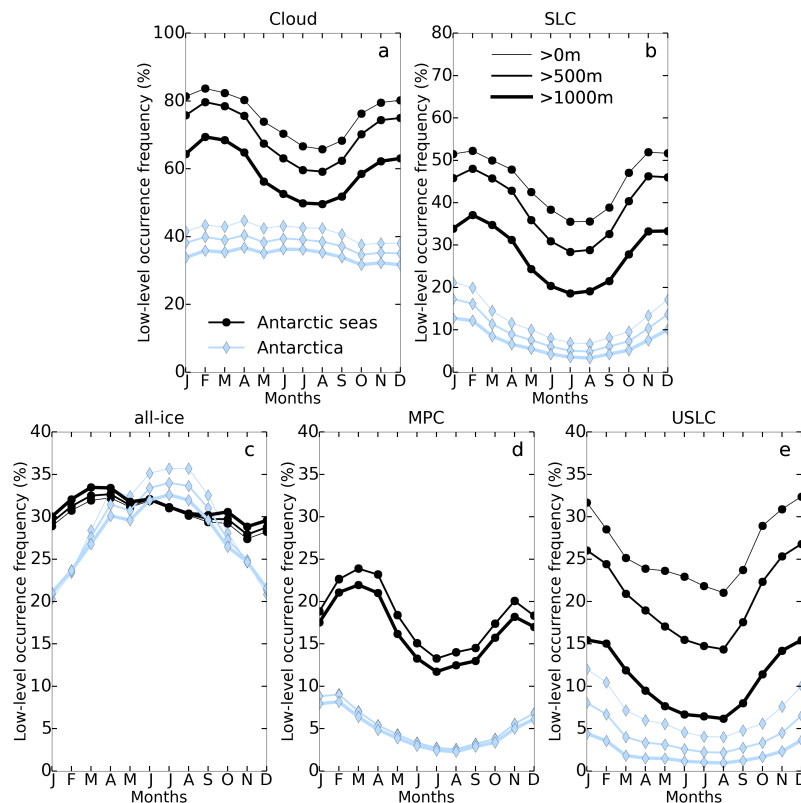 Cloud
SLC
100
80
60
40
20
0
Low-level occurrence frequency (%)
a
Antarctic seas
Antarctica
J F M A M J J A S O N D
Months
80
70
60
50
40
30
20
10
0
Low-level occurrence frequency (%)
b
>0m
>500m
>1000m
J F M A M J J A S O N D
Months
all-ice
MPC
USLC
40
35
30
25
20
15
10
5
0
Low-level occurrence frequency (%)
c
J F M A M J J A S O N D
Months
40
35
30
25
20
15
10
5
0
Low-level occurrence frequency (%)
d
J F M A M J J A S O N D
Months
40
35
30
25
20
15
10
5
0
Low-level occurrence frequency (%)
e
J F M A M J J A S O N D
Months